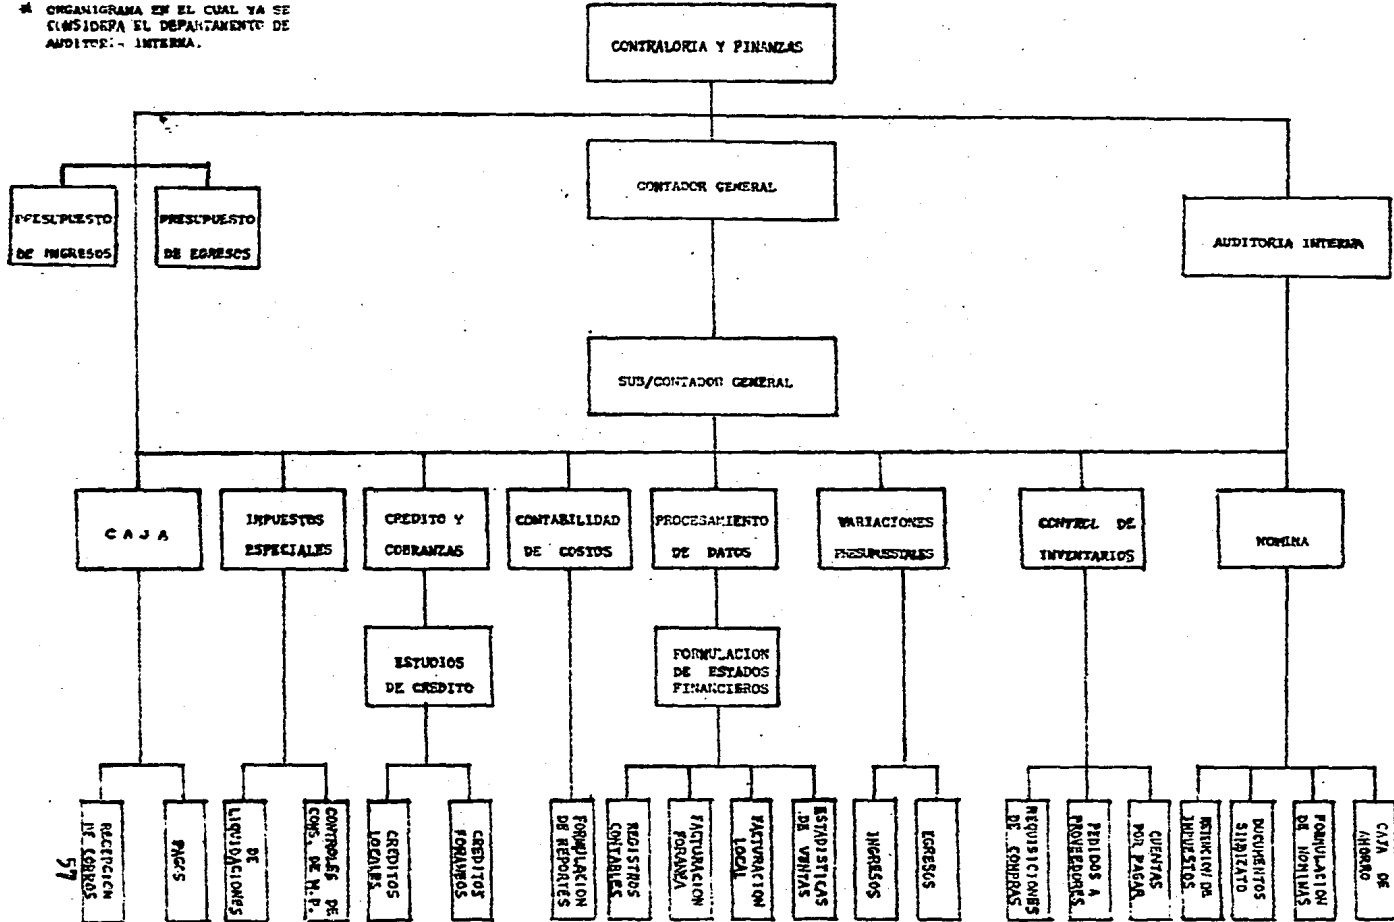 * ORGANIGRAMA EN EL CUAL YA SE
CONSIDERA EL DEPARTAMENTO DE
AUDITORIA INTERNA.
CONTRALORIA Y FINANZAS
CONTADOR GENERAL
PRESUPUESTO
DE INGRESOS
PRESUPUESTO
DE EGRESOS
AUDITORIA INTERNA
SUB/CONTADOR GENERAL
C A J A
IMPUESTOS
ESPECIALES
CREDITO Y
COBRANZAS
CONTABILIDAD
DE COSTOS
PROCESAMIENTO
DE DATOS
VARIACIONES
PRESUPUESTALES
CONTROL DE
INVENTARIOS
NOMINA
ESTUDIOS
DE CREDITO
FORMULACION
DE ESTADOS
FINANCIEROS
RECEPCION
DE COBROS
PAGOS
DE
LIQUIDACIONES
CONTROLES DE
CONS. DE M.P.
CREDITOS
LOCALES
CREDITOS
FORANEOS
FORMULACION
DE REPORTES
REGISTROS
CONTABLES
FACTURACION
FORANEA
FACTURACION
LOCAL
ESTADISTICAS
DE VENTAS
INGRESOS
EGRESOS
REQUISICIONES
DE COMPRAS
PEDIDOS A
PROVEEDORES
CUENTAS
POR PAGAR
RETENCION DE
IMPUESTOS
DOCUMENTOS
SINDICATO
FORMULACION
DE NOMINAS
CAJA DE
AHORRO
57